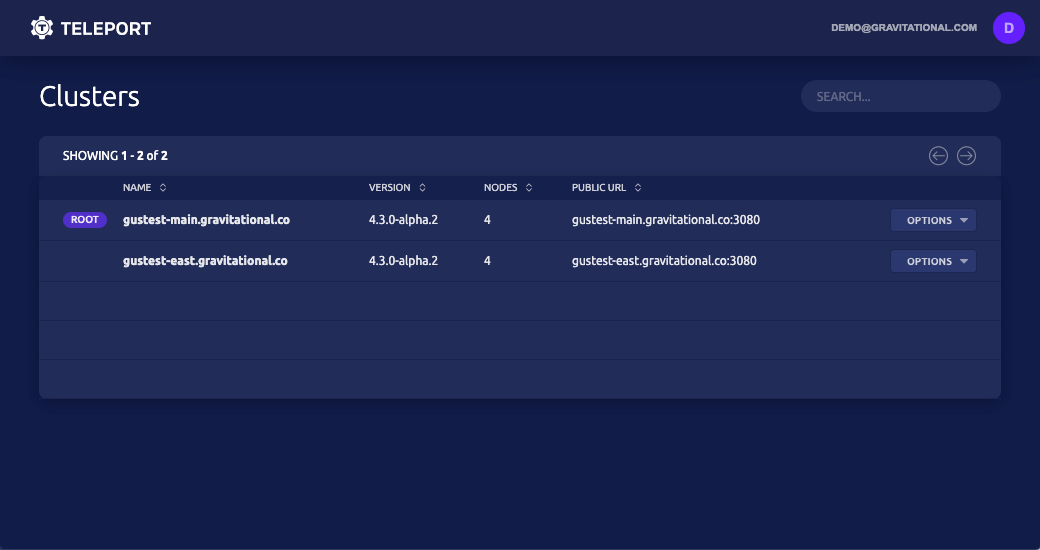 TELEPORT
DEMO@GRAVITATIONAL.COM
D
Clusters
SEARCH...
SHOWING 1 - 2 of 2
NAME VERSION NODES PUBLIC URL
ROOT gustest-main.gravitational.co 4.3.0-alpha.2 4 gustest-main.gravitational.co:3080 OPTIONS
gustest-east.gravitational.co 4.3.0-alpha.2 4 gustest-east.gravitational.co:3080 OPTIONS